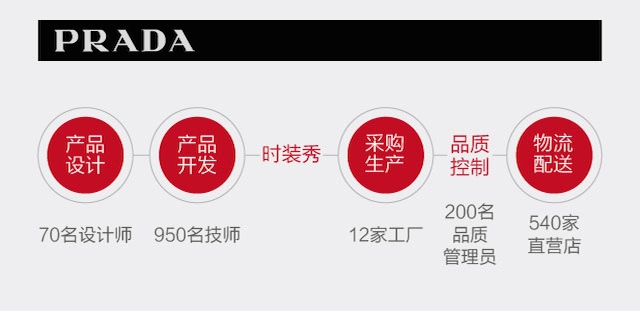 PRADA
产品
设计
产品
开发
时装秀
采购
生产
品质
控制
物流
配送
70名设计师
950名技师
12家工厂
200名
品质
管理员
540家
直营店